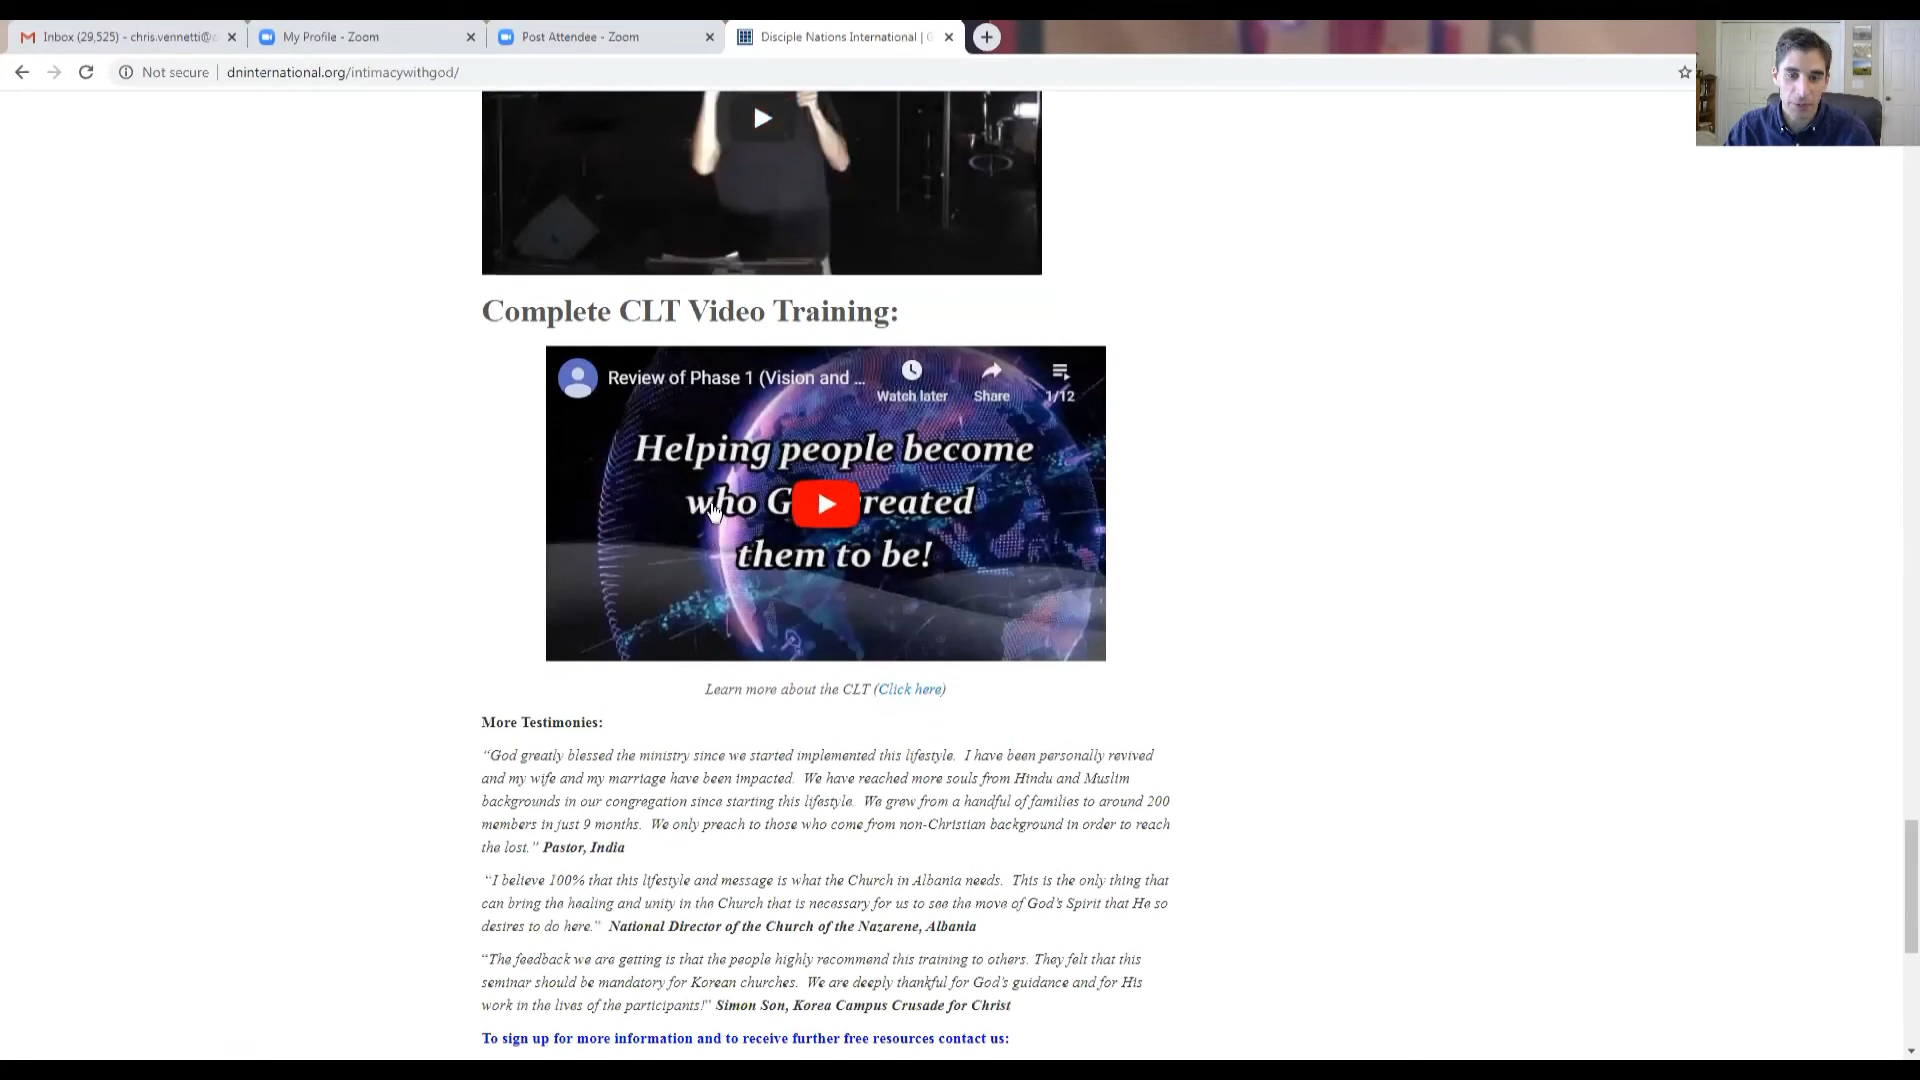 Inbox (29,525) - chris.vennetti@
My Profile - Zoom
Post Attendee - Zoom
Disciple Nations International |
Not secure
dninternational.org/intimacywithgod/
Complete CLT Video Training:
Review of Phase 1 (Vision and ...
Watch later
Share
1/12
Helping people become
who G reated
them to be!
Learn more about the CLT (Click here)
More Testimonies:
“God greatly blessed the ministry since we started implemented this lifestyle. I have been personally revived
and my wife and my marriage have been impacted. We have reached more souls from Hindu and Muslim
backgrounds in our congregation since starting this lifestyle. We grew from a handful of families to around 200
members in just 9 months. We only preach to those who come from non-Christian background in order to reach
the lost.” Pastor, India
“I believe 100% that this lifestyle and message is what the Church in Albania needs. This is the only thing that
can bring the healing and unity in the Church that is necessary for us to see the move of God’s Spirit that He so
desires to do here.” National Director of the Church of the Nazarene, Albania
“The feedback we are getting is that the people highly recommend this training to others. They felt that this
seminar should be mandatory for Korean churches. We are deeply thankful for God’s guidance and for His
work in the lives of the participants!” Simon Son, Korea Campus Crusade for Christ
To sign up for more information and to receive further free resources contact us: